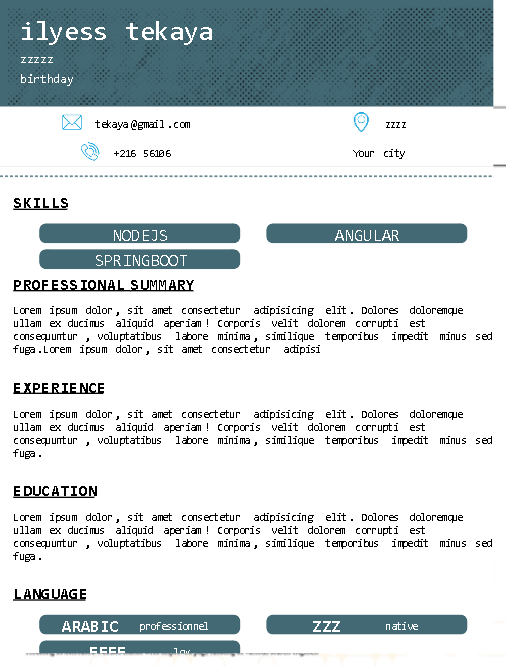 ilyess tekaya
zzzzz
birthday
tekaya@gmail.com
zzzz
+216 56106
Your city
SKILLS
NODEJS
ANGULAR
SPRINGBOOT
PROFESSIONAL SUMMARY
Lorem ipsum dolor, sit amet consectetur adipisicing elit. Dolores doloremque
ullam ex ducimus aliquid aperiam! Corporis velit dolorem corrupti est
consequuntur , voluptatibus labore minima, similique temporibus impedit minus sed
fuga.Lorem ipsum dolor, sit amet consectetur adipisi
EXPERIENCE
Lorem ipsum dolor, sit amet consectetur adipisicing elit. Dolores doloremque
ullam ex ducimus aliquid aperiam! Corporis velit dolorem corrupti est
consequuntur , voluptatibus labore minima, similique temporibus impedit minus sed
fuga.
EDUCATION
Lorem ipsum dolor, sit amet consectetur adipisicing elit. Dolores doloremque
ullam ex ducimus aliquid aperiam! Corporis velit dolorem corrupti est
consequuntur , voluptatibus labore minima, similique temporibus impedit minus sed
fuga.
LANGUAGE
ARABIC professionnel
ZZZ native